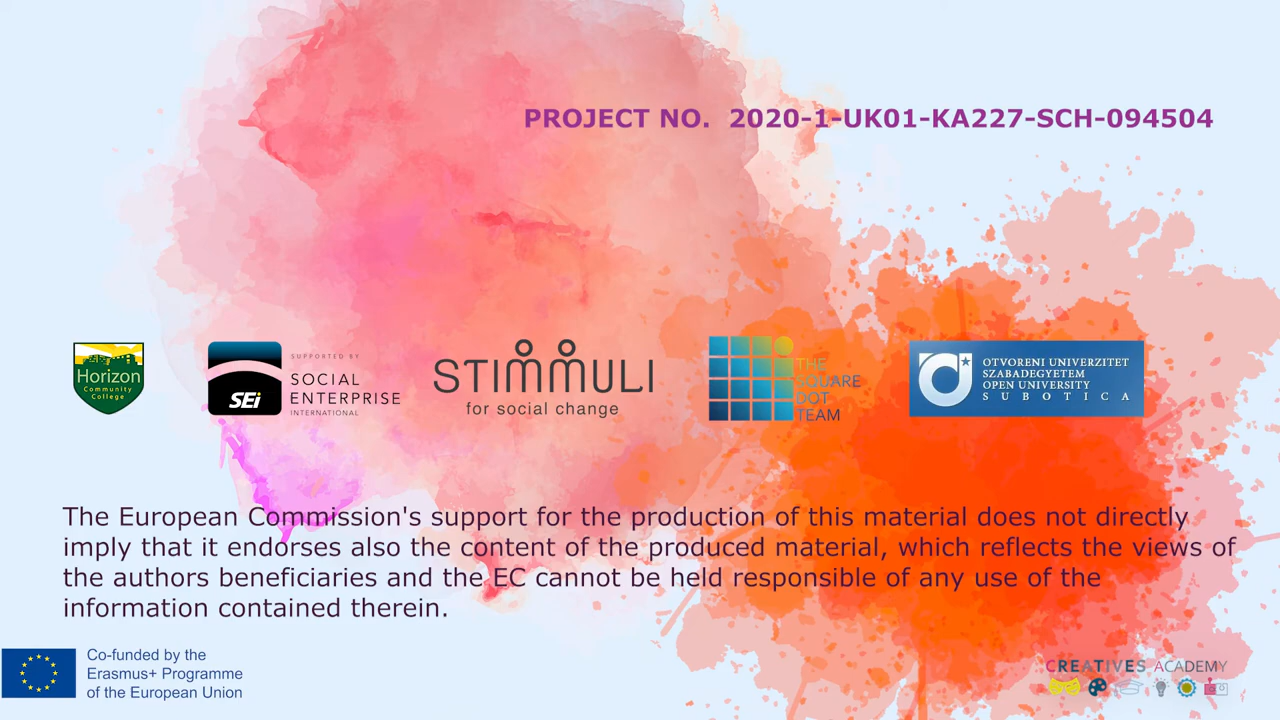 PROJECT NO. 2020-1-UK01-KA227-SCH-094504
Horizon
Community
College
SUPPORTED BY
SEi
SOCIAL
ENTERPRISE
INTERNATIONAL
STIMMULI
for social change
THE
SQUARE
DOT
TEAM
OTVORENI UNIVERZITET
SZABADEGYETEM
OPEN UNIVERSITY
SUBOTICA
The European Commission's support for the production of this material does not directly
imply that it endorses also the content of the produced material, which reflects the views of
the authors beneficiaries and the EC cannot be held responsible of any use of the
information contained therein.
Co-funded by the
Erasmus+ Programme
of the European Union
CREATIVES ACADEMY